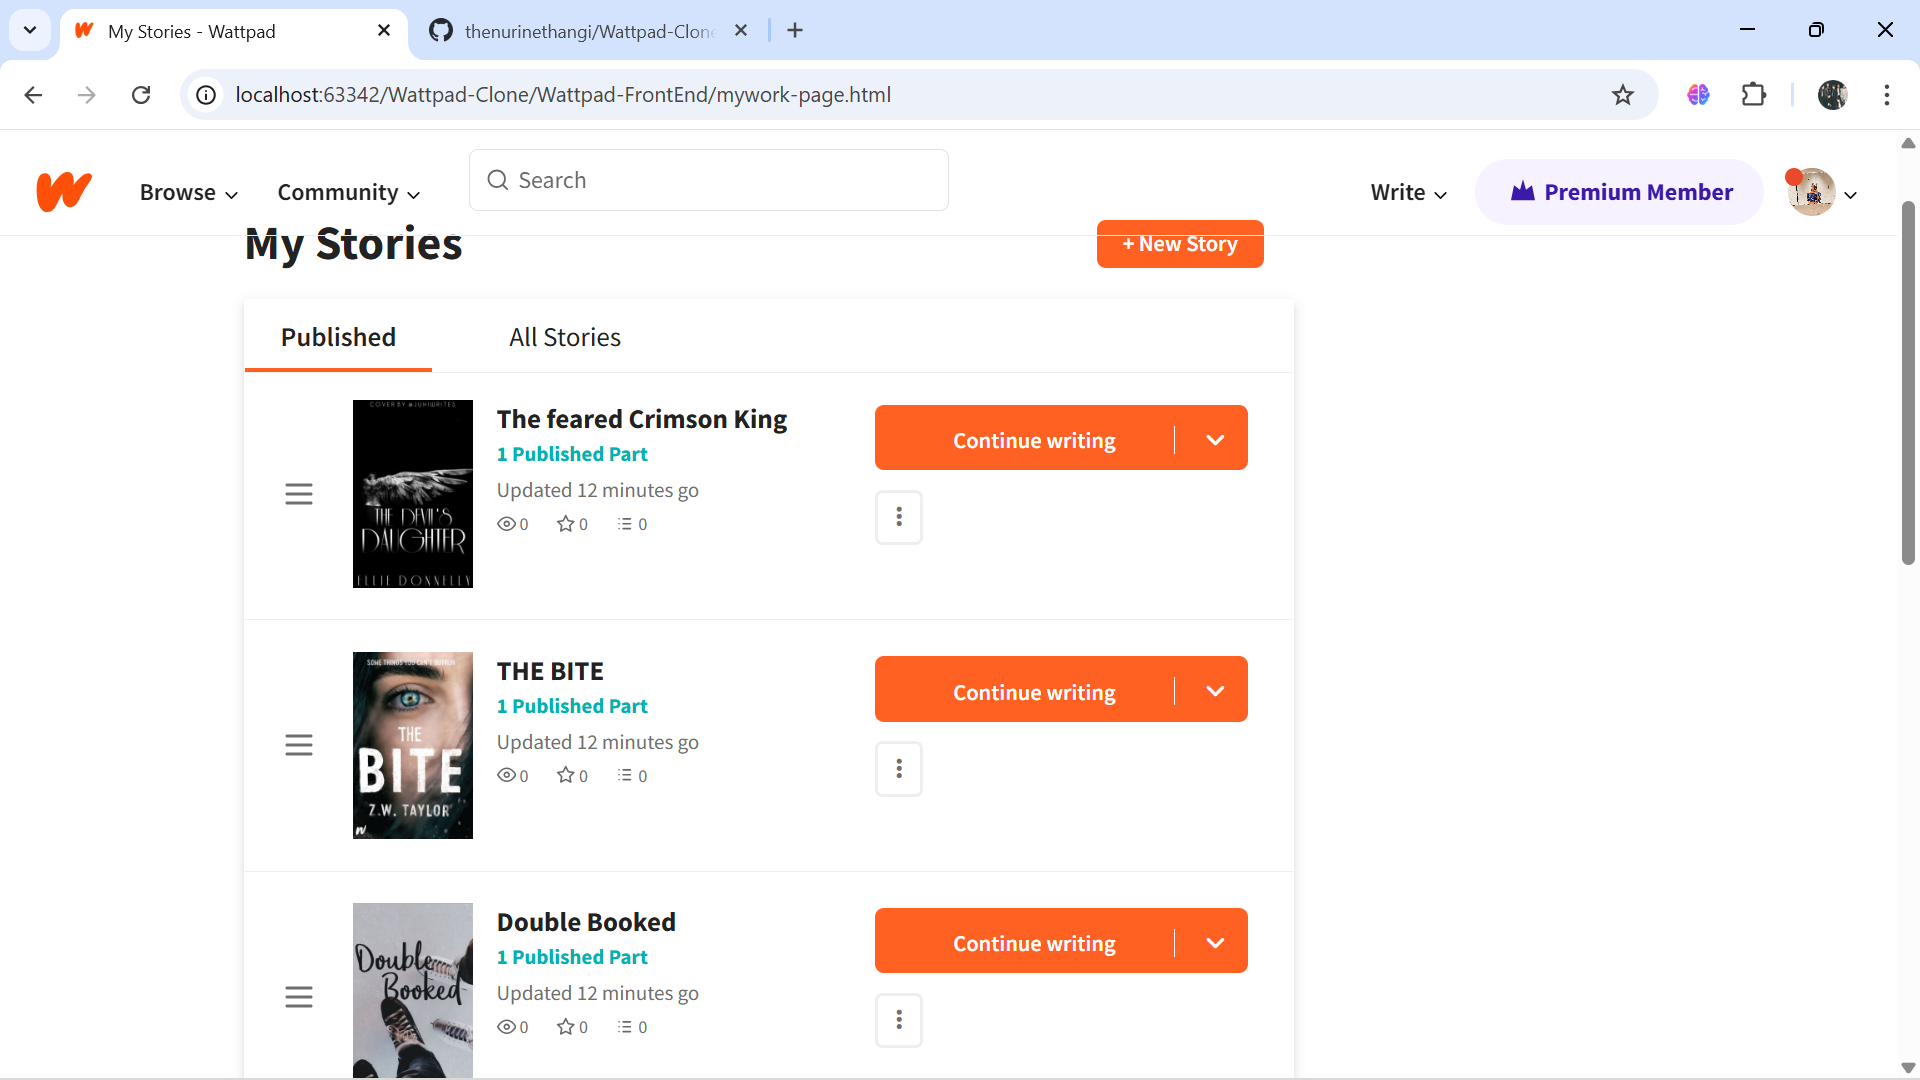 My Stories - Wattpad
thenurinethangi/Wattpad-Clone
localhost:63342/Wattpad-Clone/Wattpad-FrontEnd/mywork-page.html
Browse
Community
Search
Write
Premium Member
My Stories
+ New Story
Published
All Stories
COVER BY @JUHIWRITES
THE DEVIL'S
DAUGHTER
ELLIE DONNELLY
The feared Crimson King
1 Published Part
Updated 12 minutes go
0 0 0
Continue writing
SOME THINGS YOU CAN'T OUTRUN
THE
BITE
Z.W. TAYLOR
THE BITE
1 Published Part
Updated 12 minutes go
0 0 0
Continue writing
Double
Booked
Double Booked
1 Published Part
Updated 12 minutes go
0 0 0
Continue writing